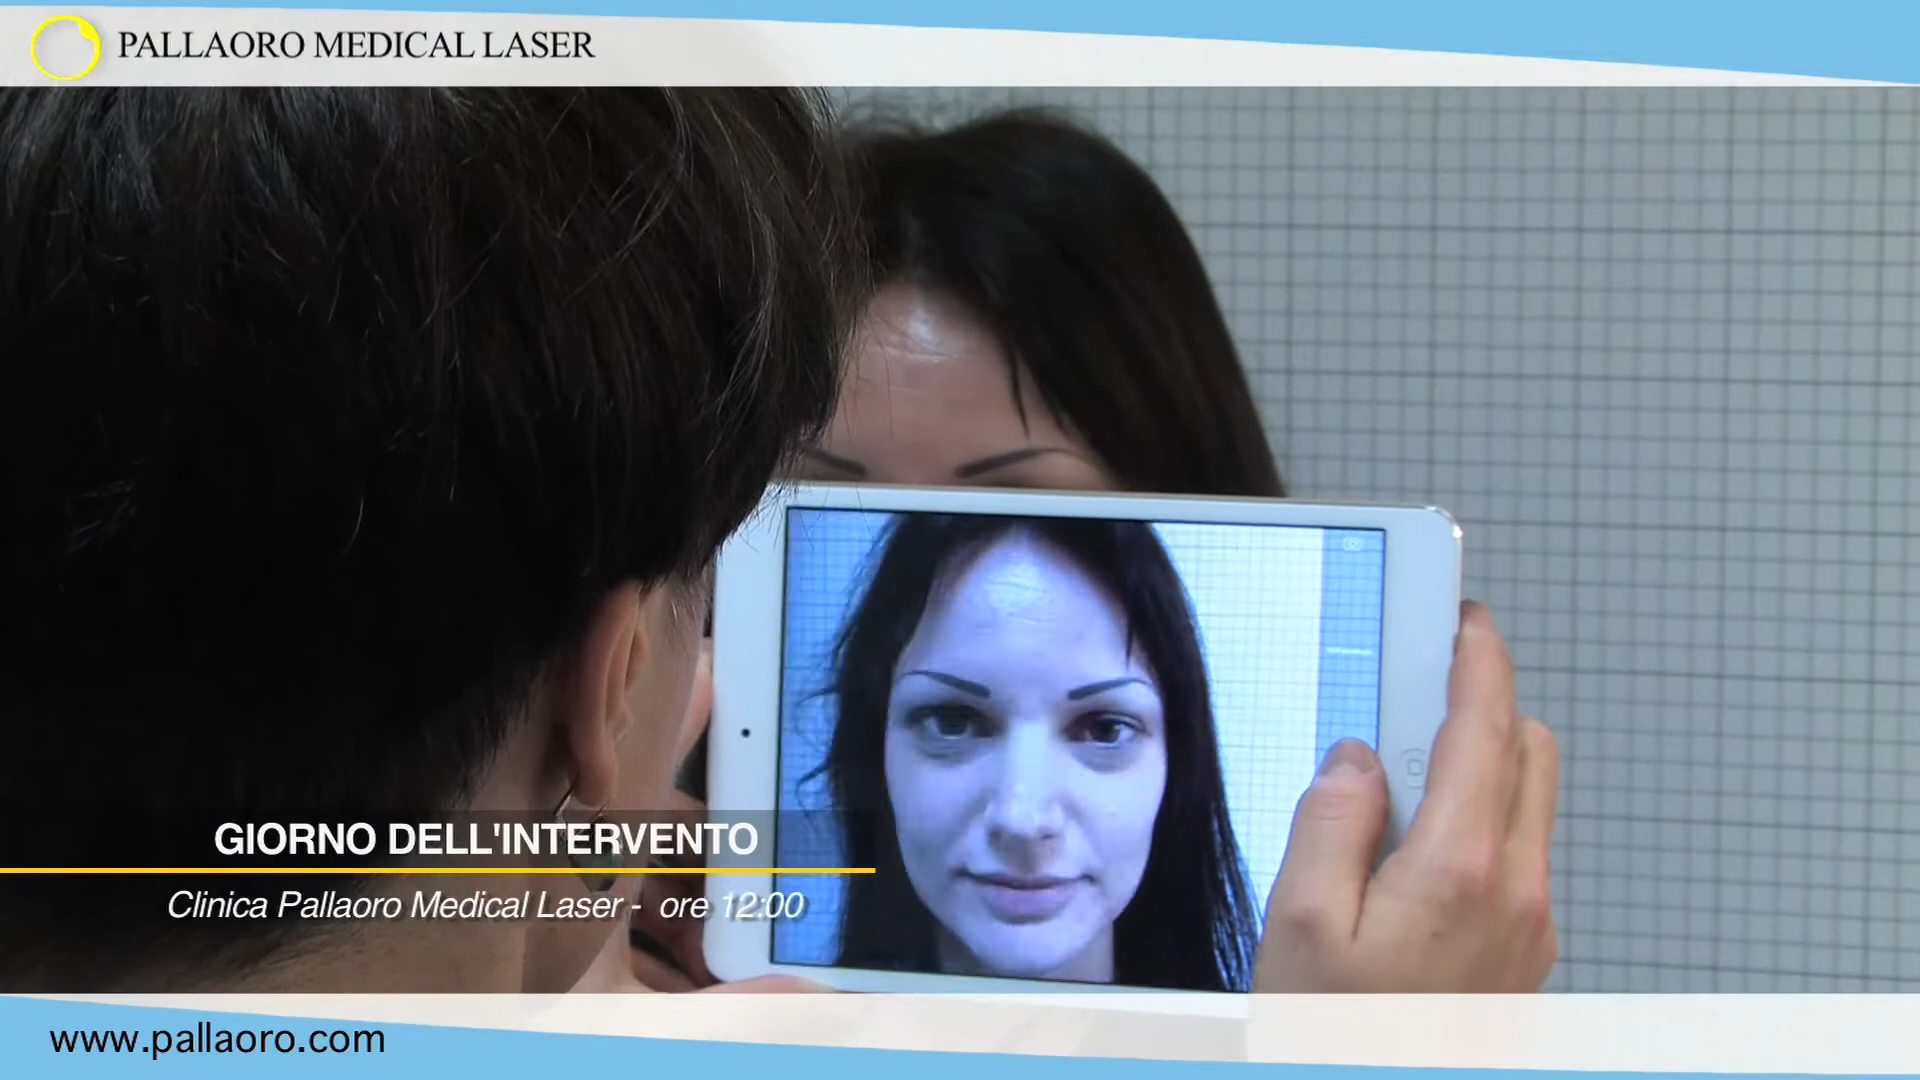 PALLAORO MEDICAL LASER
GIORNO DELL'INTERVENTO
Clinica Pallaoro Medical Laser - ore 12:00
www.pallaoro.com